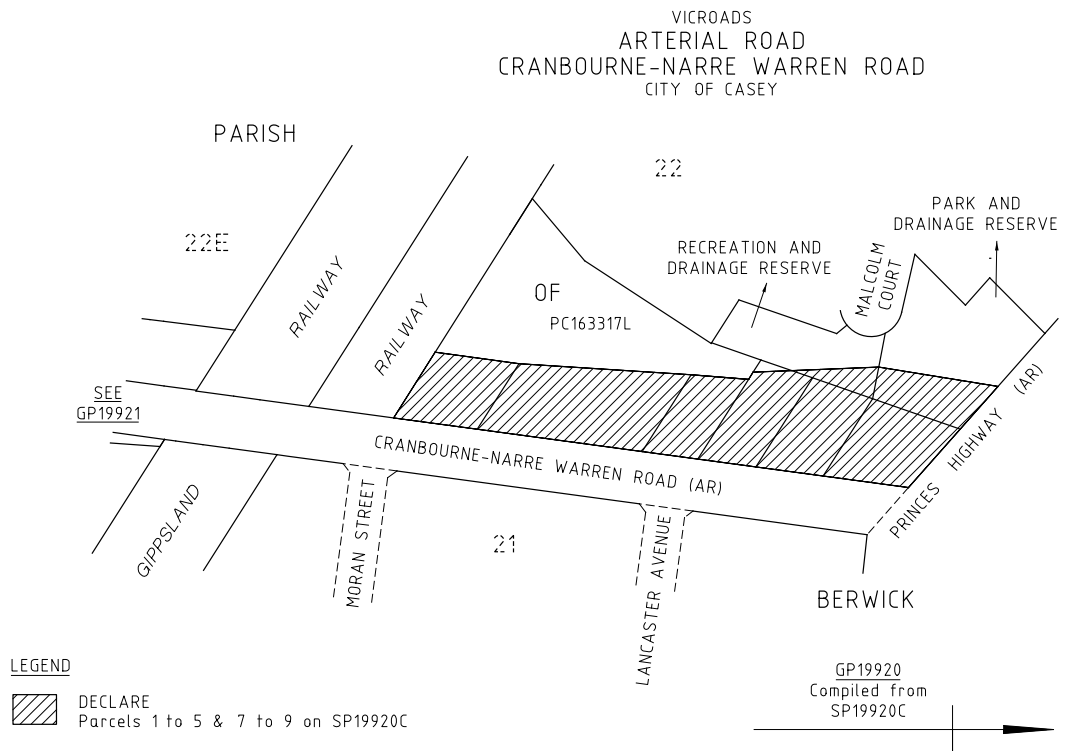 VICROADS
ARTERIAL ROAD
CRANBOURNE-NARRE WARREN ROAD
CITY OF CASEY
PARISH
22
PARK AND
DRAINAGE RESERVE
22E
RECREATION AND
DRAINAGE RESERVE
MALCOLM
COURT
RAILWAY
RAILWAY
OF
PC163317L
SEE
GP19921
CRANBOURNE-NARRE WARREN ROAD (AR)
PRINCES HIGHWAY (AR)
GIPPSLAND
MORAN STREET
21
LANCASTER AVENUE
BERWICK
LEGEND
DECLARE
Parcels 1 to 5 & 7 to 9 on SP19920C
GP19920
Compiled from
SP19920C